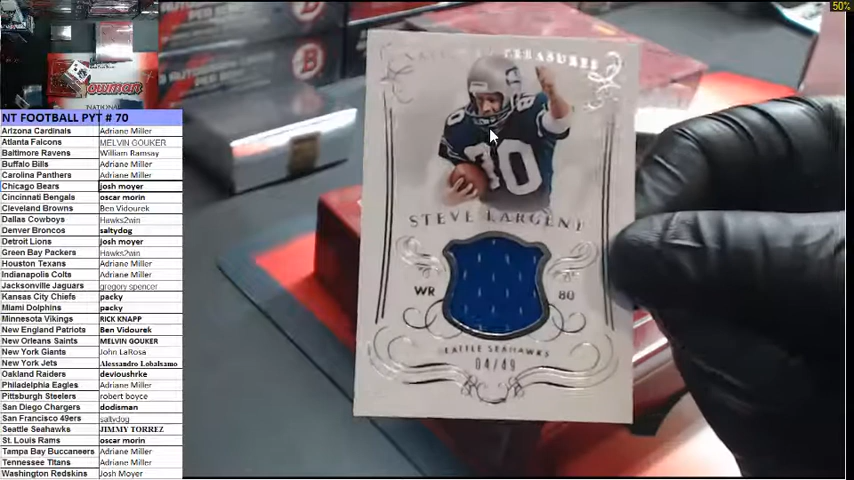 50%
Bowman
NATIONAL
NT FOOTBALL PYT # 70
Arizona Cardinals Adriane Miller
Atlanta Falcons MELVIN GOUKER
Baltimore Ravens William Ramsay
Buffalo Bills Adriane Miller
Carolina Panthers Adriane Miller
Chicago Bears josh moyer
Cincinnati Bengals oscar morin
Cleveland Browns Ben Vidourek
Dallas Cowboys Hawks2win
Denver Broncos saltydog
Detroit Lions josh moyer
Green Bay Packers Hawks2win
Houston Texans Adriane Miller
Indianapolis Colts Adriane Miller
Jacksonville Jaguars gregory spencer
Kansas City Chiefs packy
Miami Dolphins packy
Minnesota Vikings RICK KNAPP
New England Patriots Ben Vidourek
New Orleans Saints MELVIN GOUKER
New York Giants John LaRosa
New York Jets Alessandro Lobalsamo
Oakland Raiders devioushrke
Philadelphia Eagles Adriane Miller
Pittsburgh Steelers robert boyce
San Diego Chargers dodisman
San Francisco 49ers saltydog
Seattle Seahawks JIMMY TORREZ
St. Louis Rams oscar morin
Tampa Bay Buccaneers Adriane Miller
Tennessee Titans Adriane Miller
Washington Redskins Josh Moyer
TREASURES
80
STEVE LARGENT
WR 80
SEATTLE SEAHAWKS
04/49
B
B